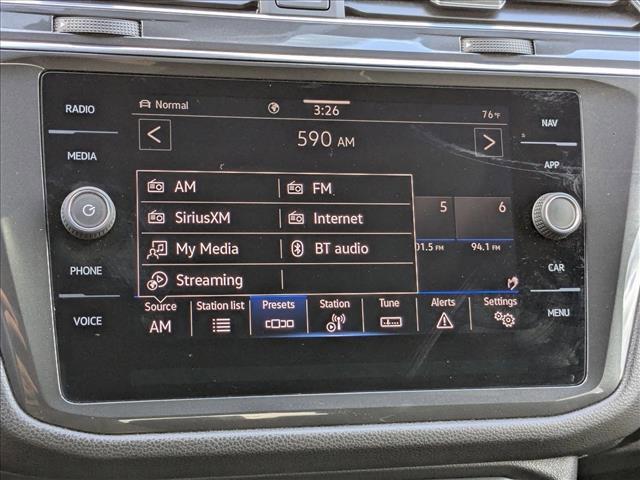 RADIO
MEDIA
PHONE
VOICE
Normal
3:26
76°F
590 AM
AM
FM
SiriusXM
Internet
My Media
BT audio
Streaming
5
6
01.5 FM
94.1 FM
Source
AM
Station list
Presets
Station
Tune
Alerts
Settings
NAV
APP
CAR
MENU